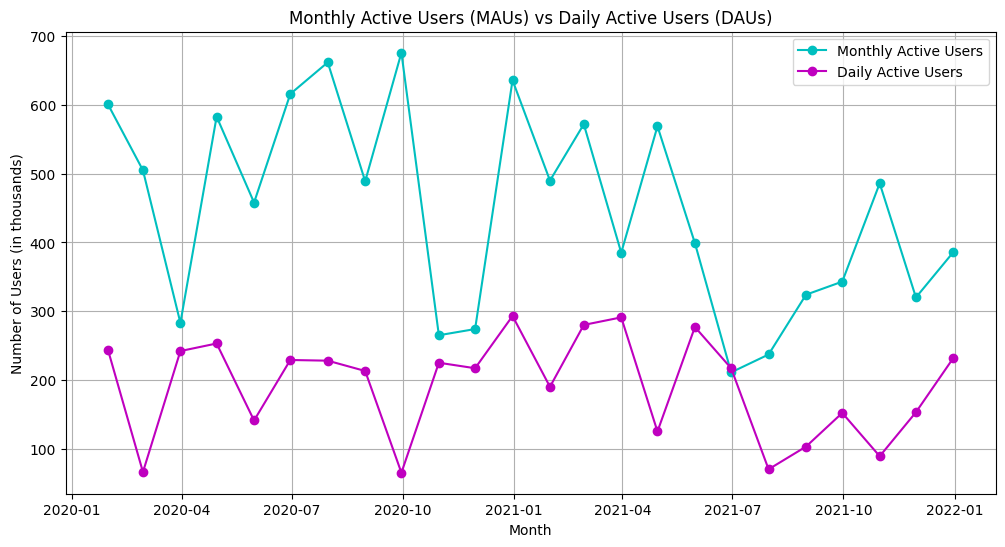 Monthly Active Users (MAUs) vs Daily Active Users (DAUs)
Monthly Active Users
Daily Active Users
Number of Users (in thousands)
700
600
500
400
300
200
100
2020-01 2020-04 2020-07 2020-10 2021-01 2021-04 2021-07 2021-10 2022-01
Month